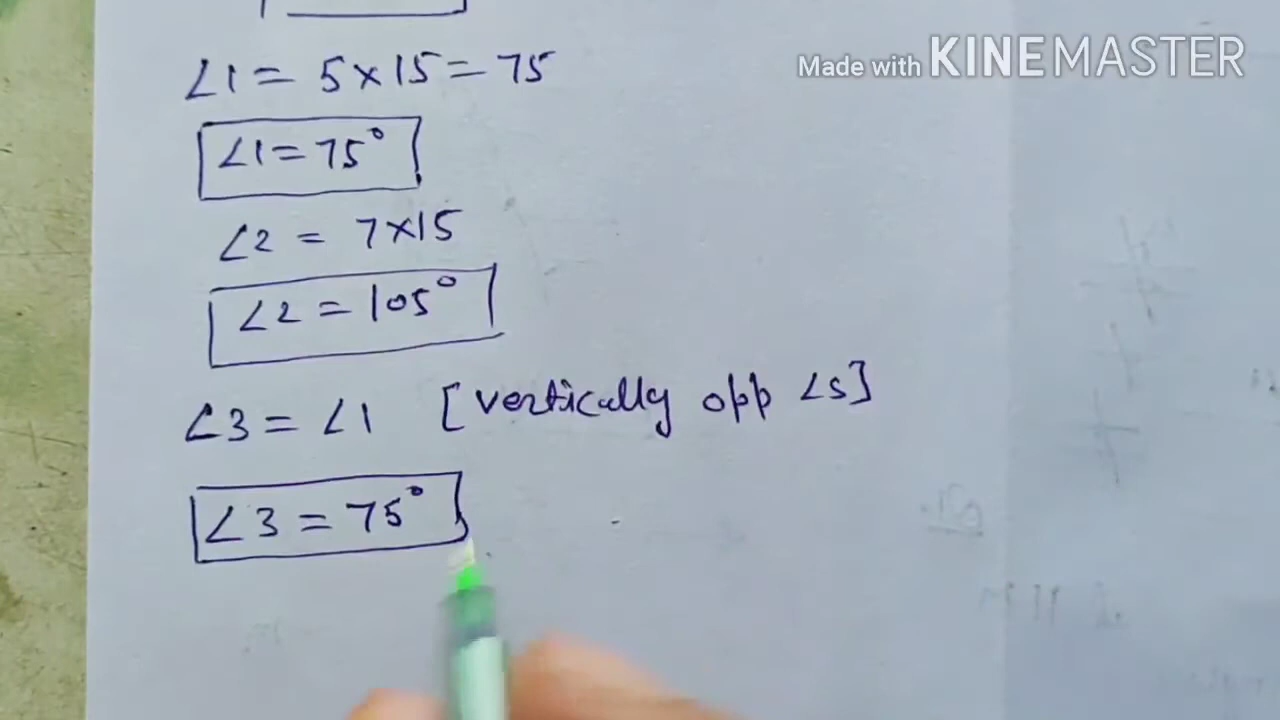 Made with KINEMASTER
∠1 = 5×15 = 75
∠1 = 75°
∠2 = 7×15
∠2 = 105°
∠3 = ∠1 [vertically opp ∠s]
∠3 = 75°